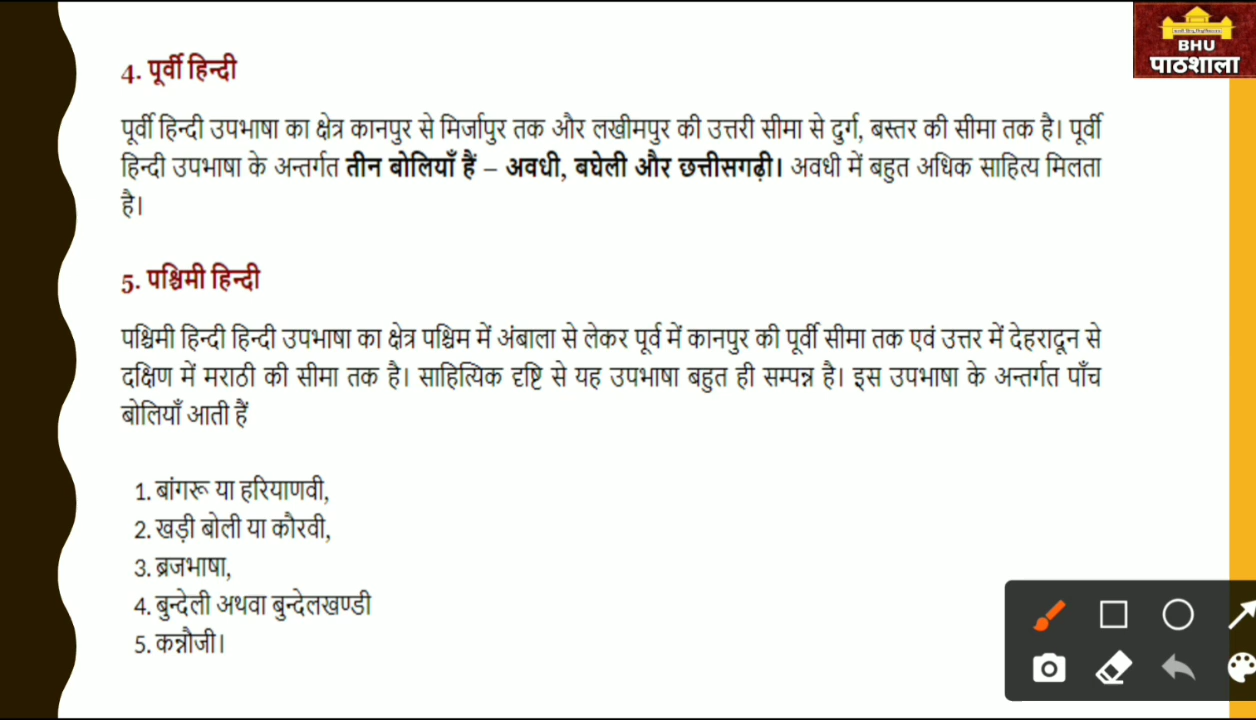 BHU
पाठशाला
4. पूर्वी हिन्दी
पूर्वी हिन्दी उपभाषा का क्षेत्र कानपुर से मिर्जापुर तक और लखीमपुर की उत्तरी सीमा से दुर्ग, बस्तर की सीमा तक है। पूर्वी
हिन्दी उपभाषा के अन्तर्गत तीन बोलियाँ हैं – अवधी, बघेली और छत्तीसगढ़ी। अवधी में बहुत अधिक साहित्य मिलता
है।
5. पश्चिमी हिन्दी
पश्चिमी हिन्दी हिन्दी उपभाषा का क्षेत्र पश्चिम में अंबाला से लेकर पूर्व में कानपुर की पूर्वी सीमा तक एवं उत्तर में देहरादून से
दक्षिण में मराठी की सीमा तक है। साहित्यिक दृष्टि से यह उपभाषा बहुत ही सम्पन्न है। इस उपभाषा के अन्तर्गत पाँच
बोलियाँ आती हैं
1. बांगरू या हरियाणवी,
2. खड़ी बोली या कौरवी,
3. ब्रजभाषा,
4. बुन्देली अथवा बुन्देलखण्डी
5. कन्नौजी।